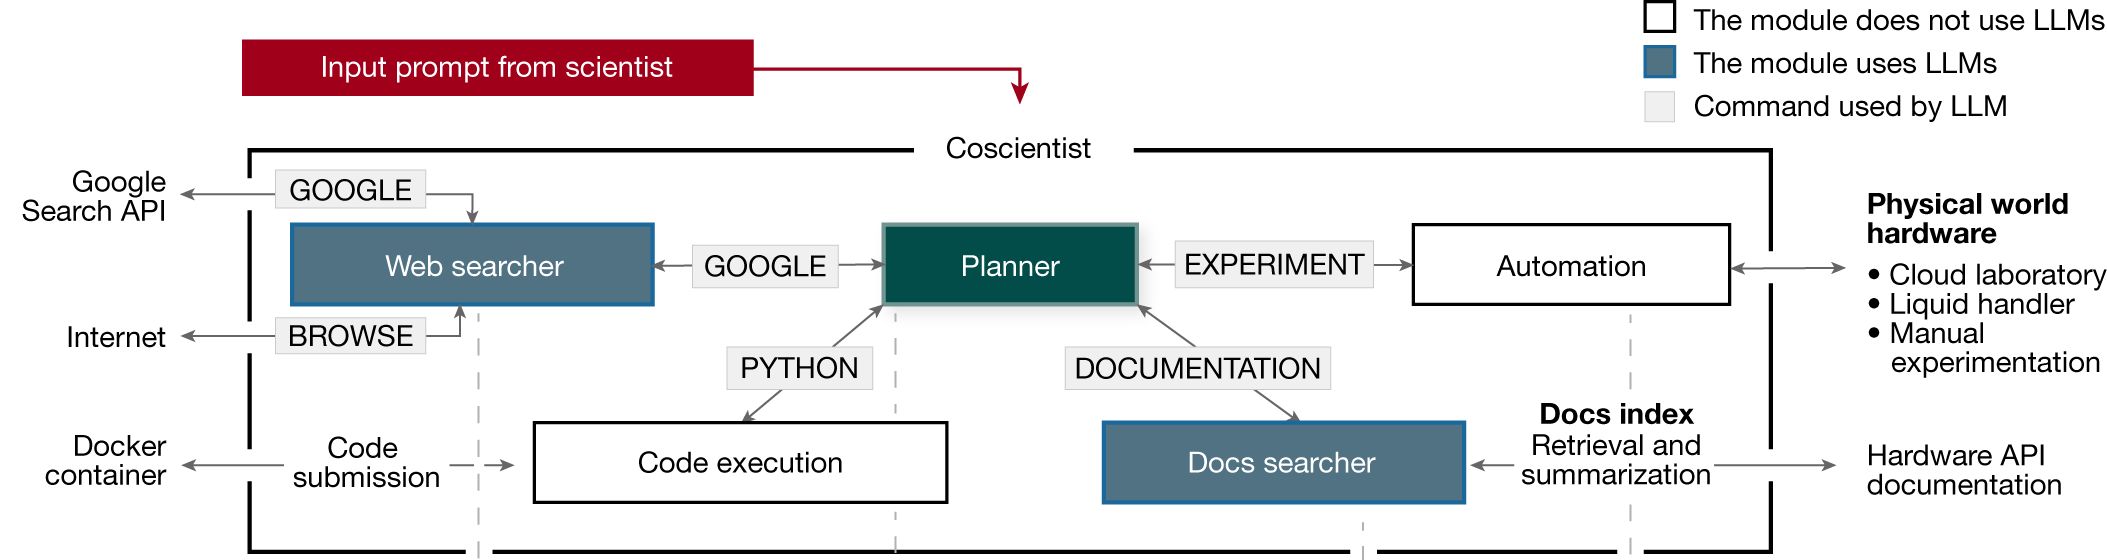 The module does not use LLMs
The module uses LLMs
Command used by LLM
Input prompt from scientist
Coscientist
Google
Search API
GOOGLE
Web searcher
GOOGLE
Planner
EXPERIMENT
Automation
Physical world
hardware
• Cloud laboratory
• Liquid handler
• Manual
experimentation
Internet
BROWSE
PYTHON
DOCUMENTATION
Docker
container
Code
submission
Code execution
Docs searcher
Docs index
Retrieval and
summarization
Hardware API
documentation